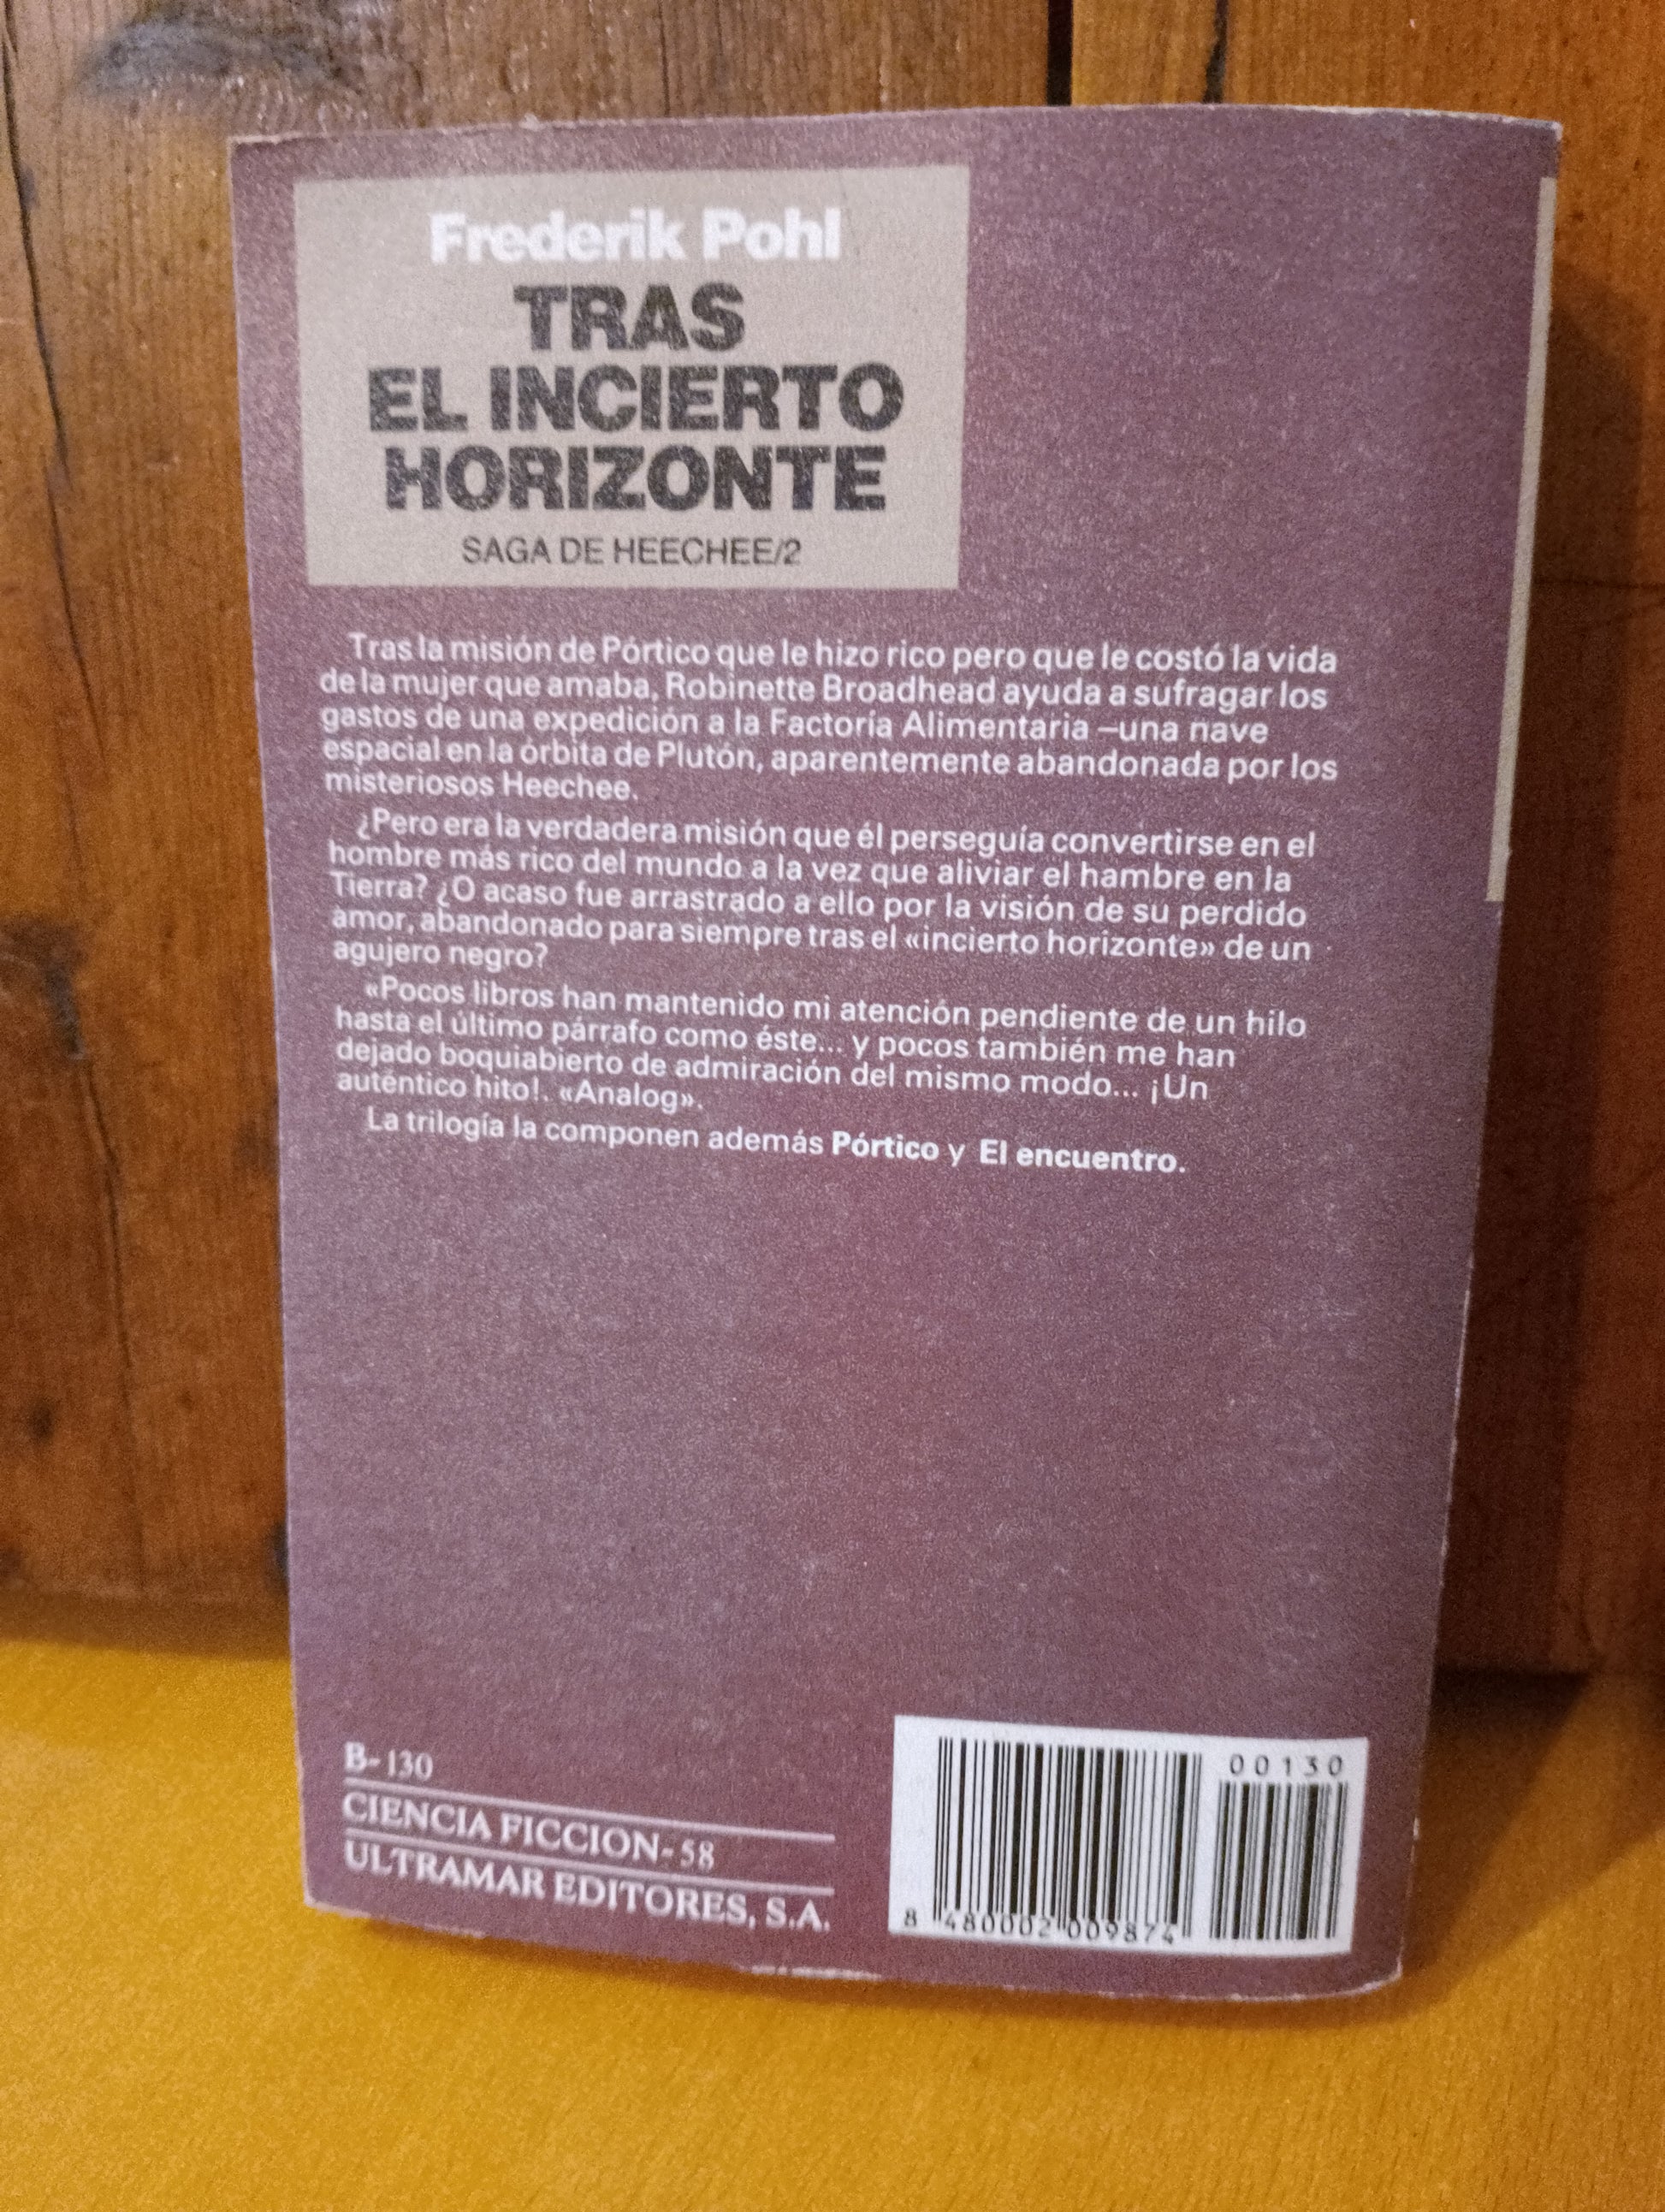 Frederik Pohl
TRAS
EL INCIERTO
HORIZONTE
SAGA DE HEECHEE/2
Tras la misión de Pórtico que le hizo rico pero que le costó la vida
de la mujer que amaba, Robinette Broadhead ayuda a sufragar los
gastos de una expedición a la Factoría Alimentaria —una nave
espacial en la órbita de Plutón, aparentemente abandonada por los
misteriosos Heechee.
¿Pero era la verdadera misión que él perseguía convertirse en el
hombre más rico del mundo a la vez que aliviar el hambre en la
Tierra? ¿O acaso fue arrastrado a ello por la visión de su perdido
amor, abandonado para siempre tras el «incierto horizonte» de un
agujero negro?
«Pocos libros han mantenido mi atención pendiente de un hilo
hasta el último párrafo como éste... y pocos también me han
dejado boquiabierto de admiración del mismo modo... ¡Un
auténtico hito!. «Analog».
La trilogía la componen además Pórtico y El encuentro.
B-130
CIENCIA FICCION-58
ULTRAMAR EDITORES, S.A.
00130
8 480002 009874